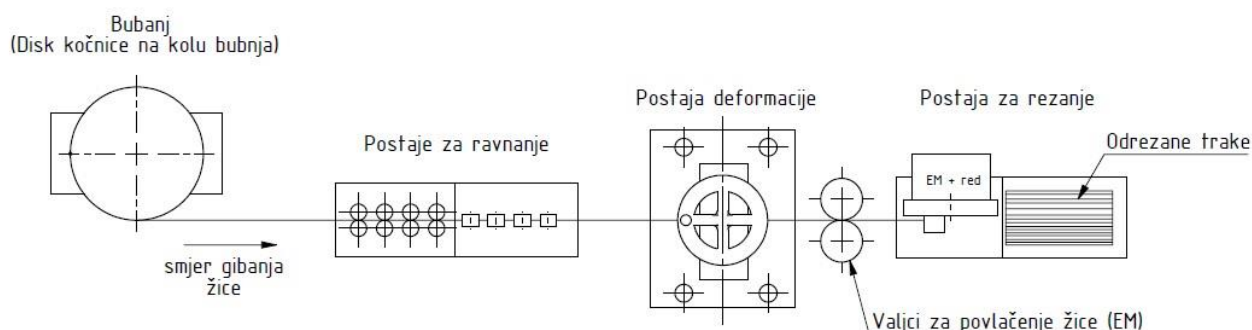 Bubanj
(Disk kočnice na kolu bubnja)
Postaje za ravnanje
smjer gibanja
žice
Postaja deformacije
Postaja za rezanje
EM + red
Odrezane trake
Valjci za povlačenje žice (EM)